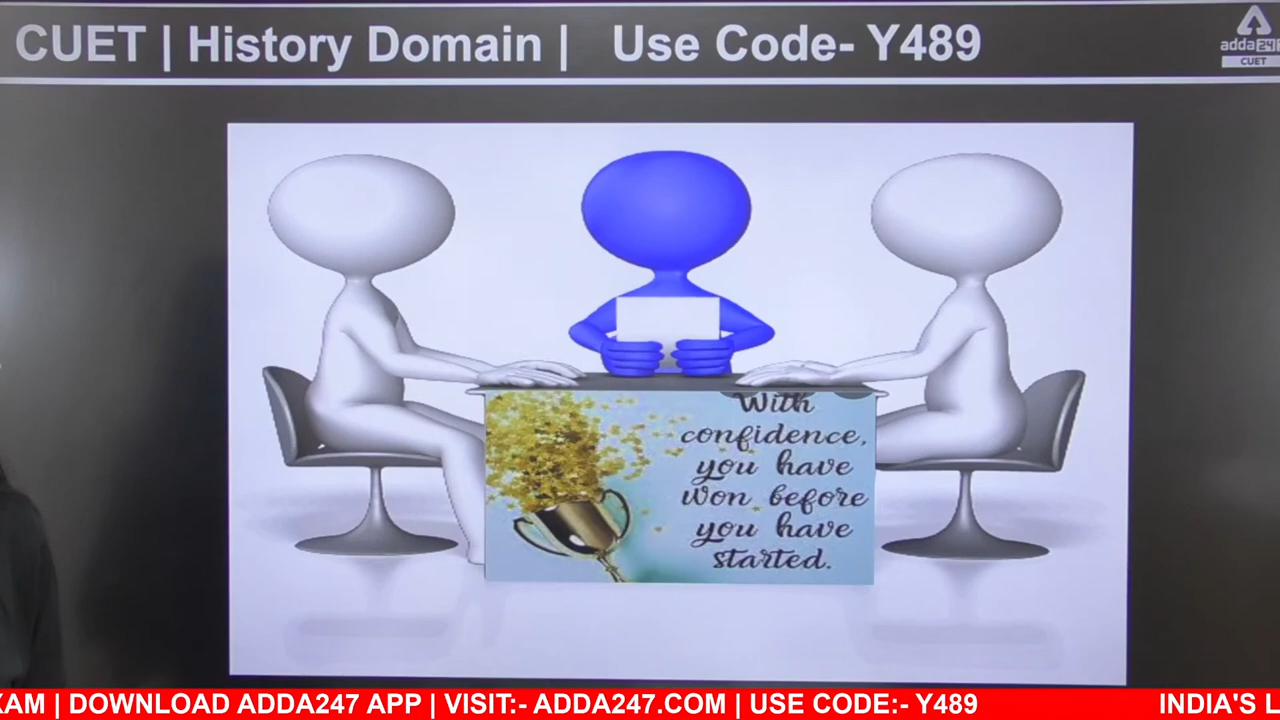 CUET | History Domain | Use Code- Y489
adda247
CUET
With
confidence,
you have
won before
you have
started.
XAM | DOWNLOAD ADDA247 APP | VISIT:- ADDA247.COM | USE CODE:- Y489 INDIA'S L